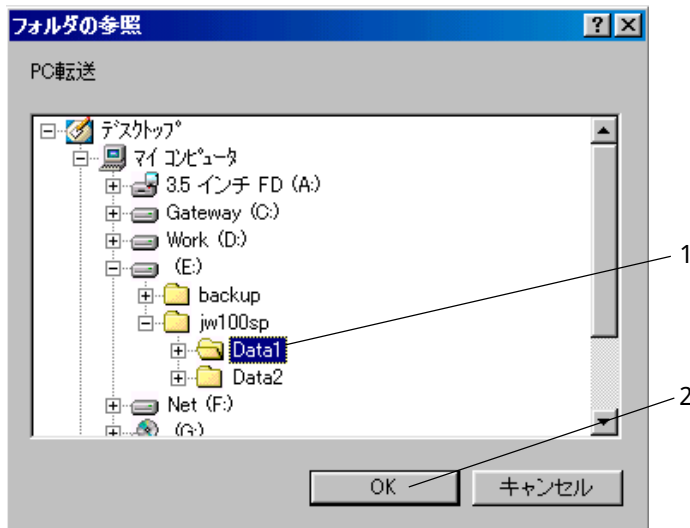 フォルダの参照
PC転送
デスクトップ
マイ コンピュータ
3.5 インチ FD (A:)
Gateway (C:)
Work (D:)
(E:)
backup
jw100sp
Data1
1
Data2
Net (F:)
2
(G:)
OK
キャンセル